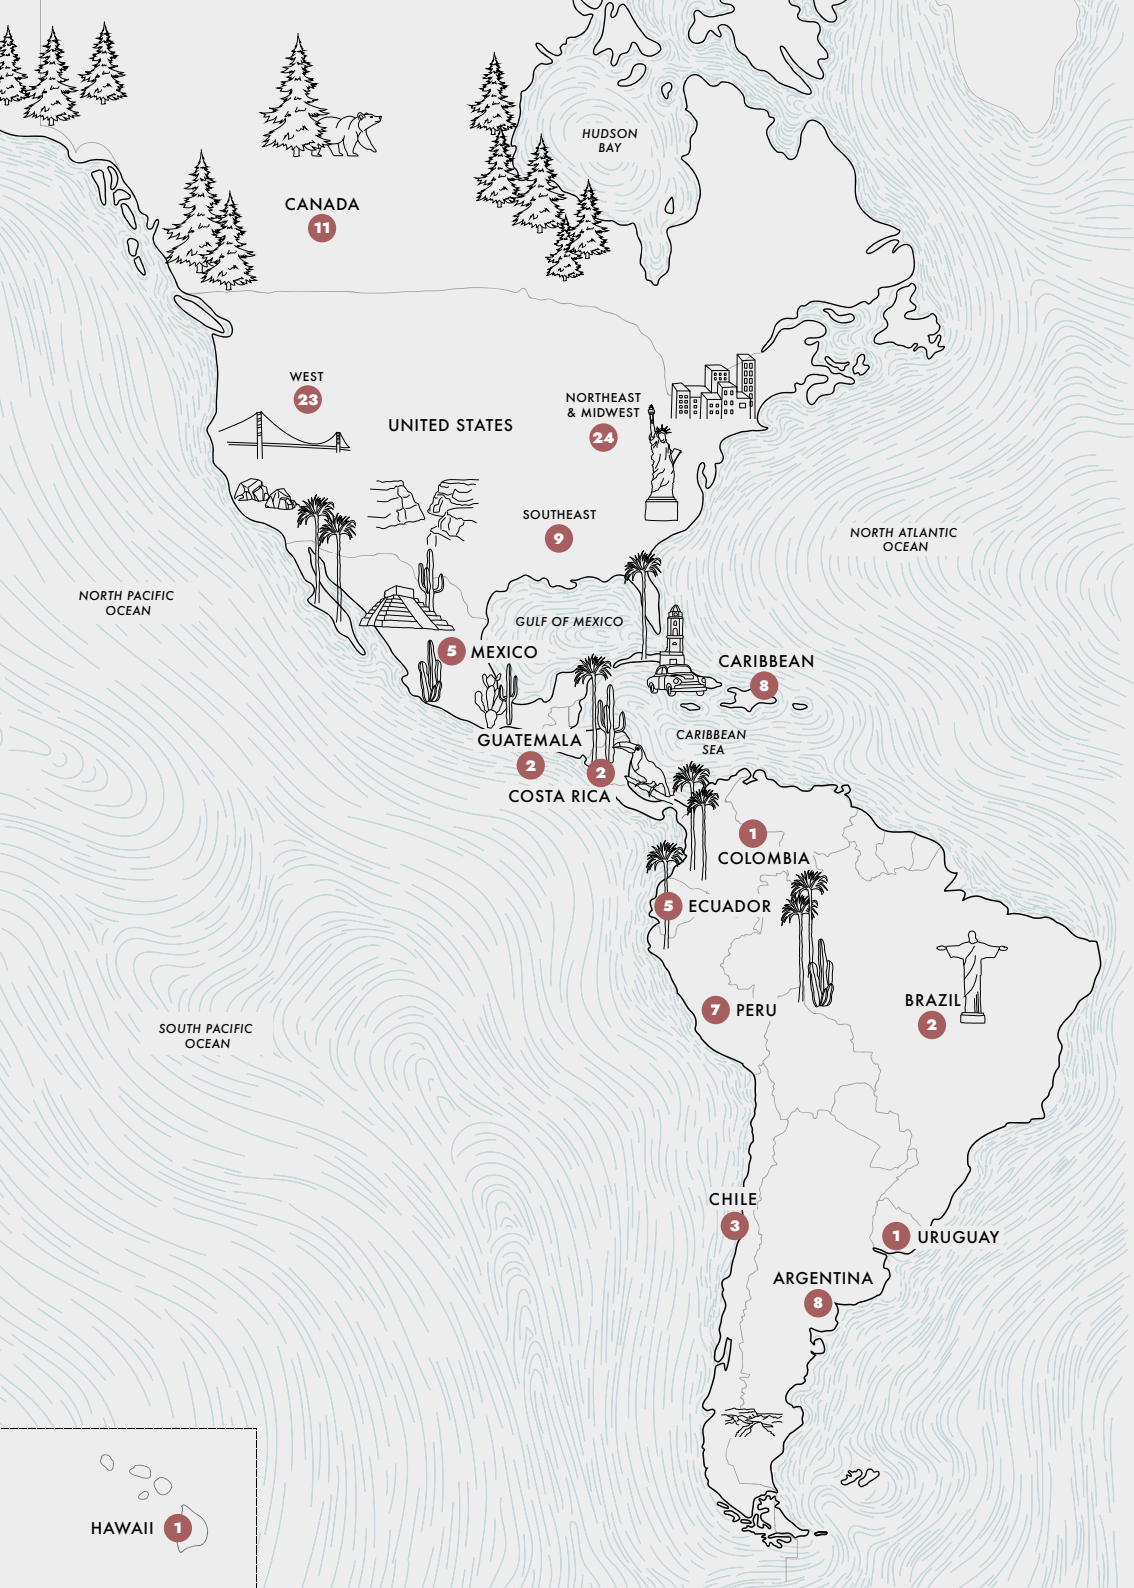 HUDSON
BAY
CANADA
11
WEST
23
UNITED STATES
NORTHEAST
& MIDWEST
24
SOUTHEAST
9
NORTH ATLANTIC
OCEAN
NORTH PACIFIC
OCEAN
GULF OF MEXICO
5 MEXICO
CARIBBEAN
8
GUATEMALA
2
CARIBBEAN
SEA
2
COSTA RICA
1
COLOMBIA
5 ECUADOR
7 PERU
BRAZIL
2
SOUTH PACIFIC
OCEAN
CHILE
3
1 URUGUAY
ARGENTINA
8
HAWAII 1